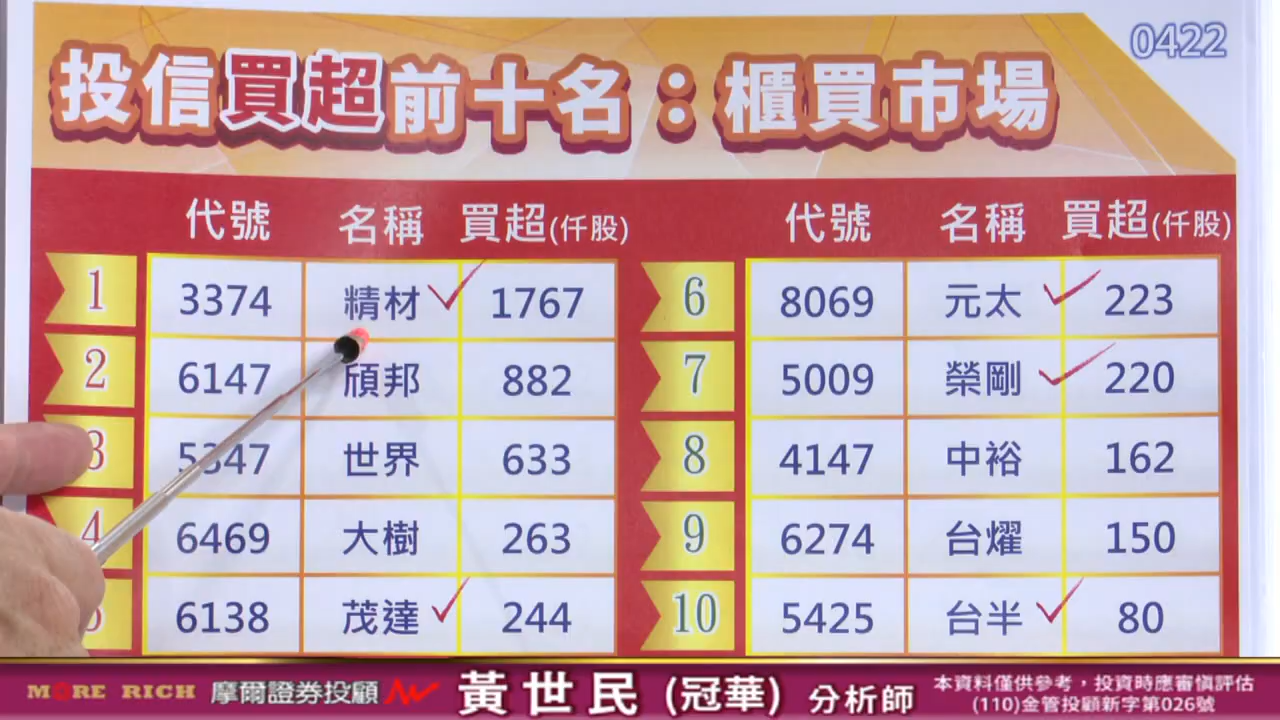 0422
投信買超前十名：櫃買市場
代號 名稱 買超(仟股) 代號 名稱 買超(仟股)
1 3374 精材 1767 6 8069 元太 223
2 6147 頎邦 882 7 5009 榮剛 220
3 5347 世界 633 8 4147 中裕 162
4 6469 大樹 263 9 6274 台燿 150
5 6138 茂達 244 10 5425 台半 80
MORE RICH 摩爾證券投顧 黃世民(冠華) 分析師 本資料僅供參考，投資時應審慎評估
(110)金管投顧新字第026號